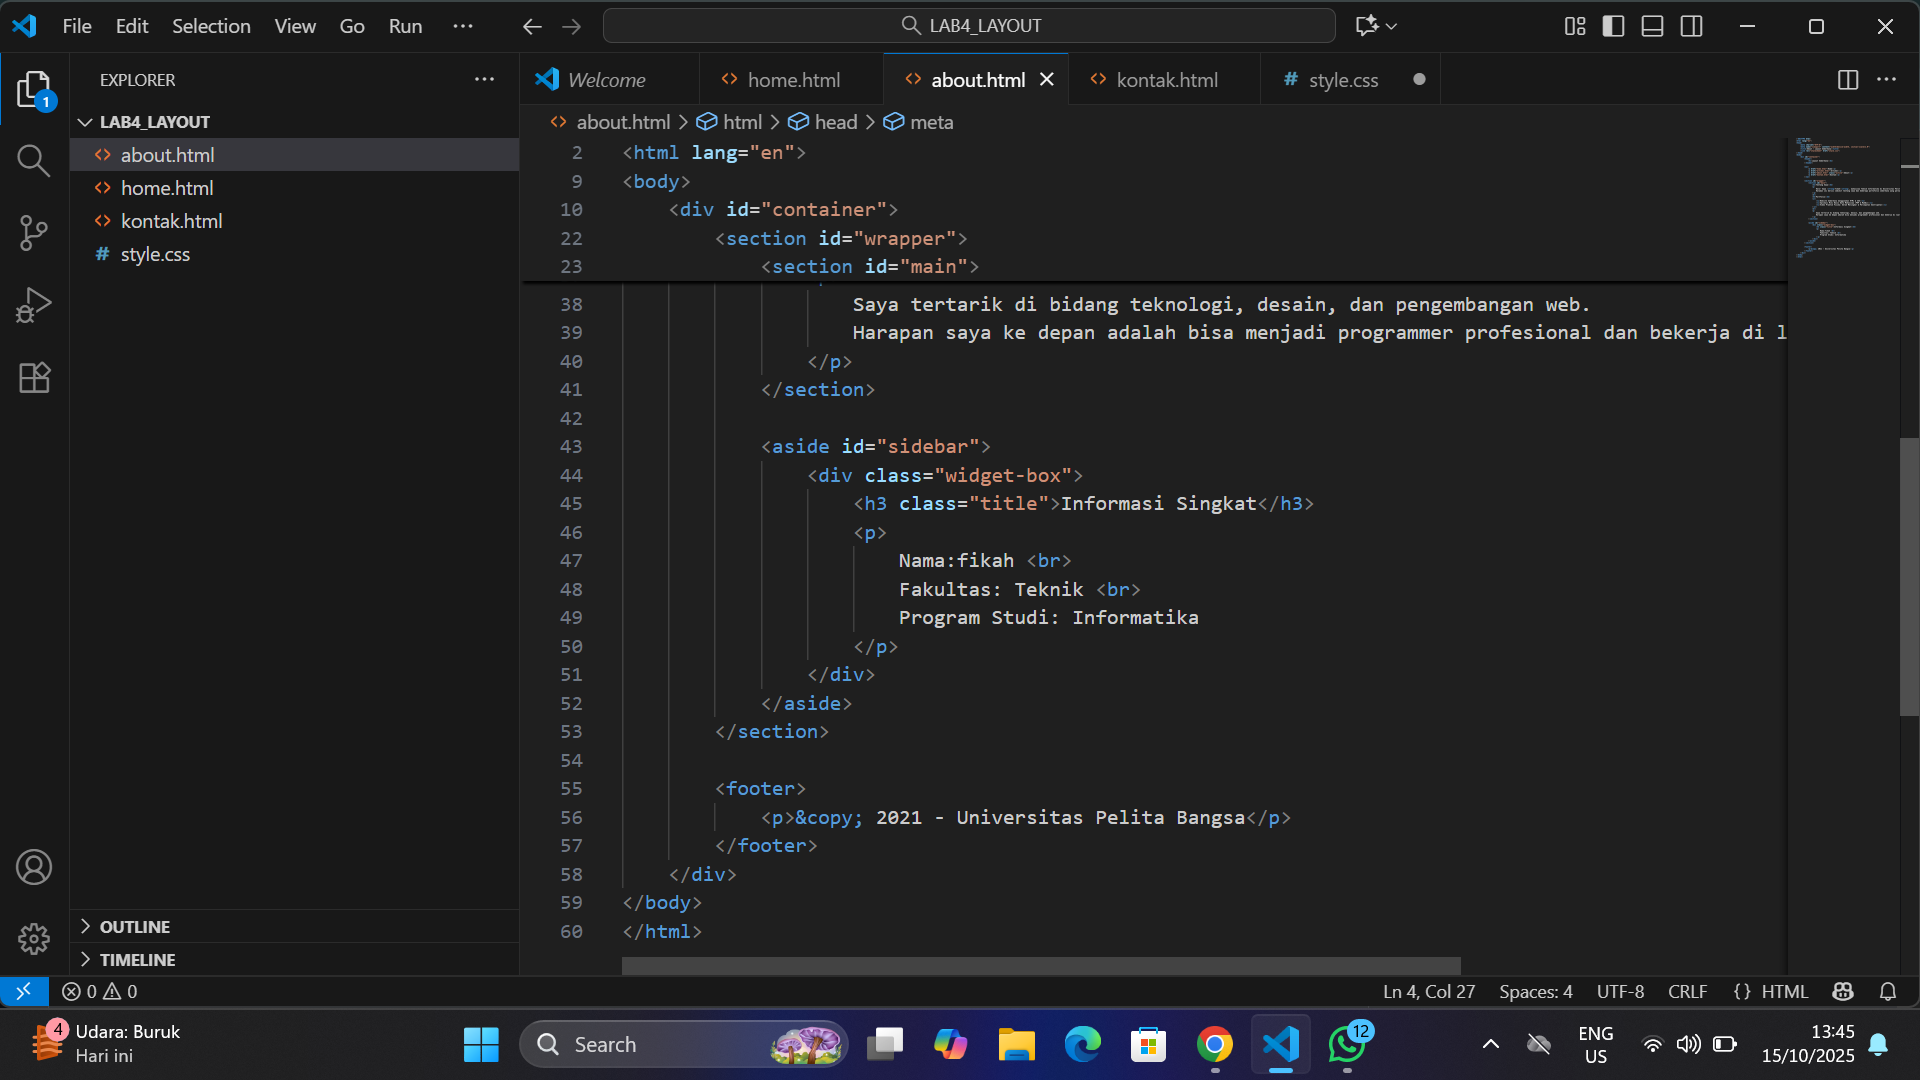 File Edit Selection View Go Run ···
LAB4_LAYOUT
EXPLORER
1
LAB4_LAYOUT
about.html
home.html
kontak.html
style.css
OUTLINE
TIMELINE
Welcome
home.html
about.html
kontak.html
# style.css
about.html > html > head > meta
2 <html lang="en">
9 <body>
10 <div id="container">
22 <section id="wrapper">
23 <section id="main">
38 Saya tertarik di bidang teknologi, desain, dan pengembangan web.
39 Harapan saya ke depan adalah bisa menjadi programmer profesional dan bekerja di l
40 </p>
41 </section>
42
43 <aside id="sidebar">
44 <div class="widget-box">
45 <h3 class="title">Informasi Singkat</h3>
46 <p>
47 Nama:fikah <br>
48 Fakultas: Teknik <br>
49 Program Studi: Informatika
50 </p>
51 </div>
52 </aside>
53 </section>
54
55 <footer>
56 <p>&copy; 2021 - Universitas Pelita Bangsa</p>
57 </footer>
58 </div>
59 </body>
60 </html>
0 0
Ln 4, Col 27 Spaces: 4 UTF-8 CRLF {} HTML
4
Udara: Buruk
Hari ini
Search
12
ENG
US
13:45
15/10/2025